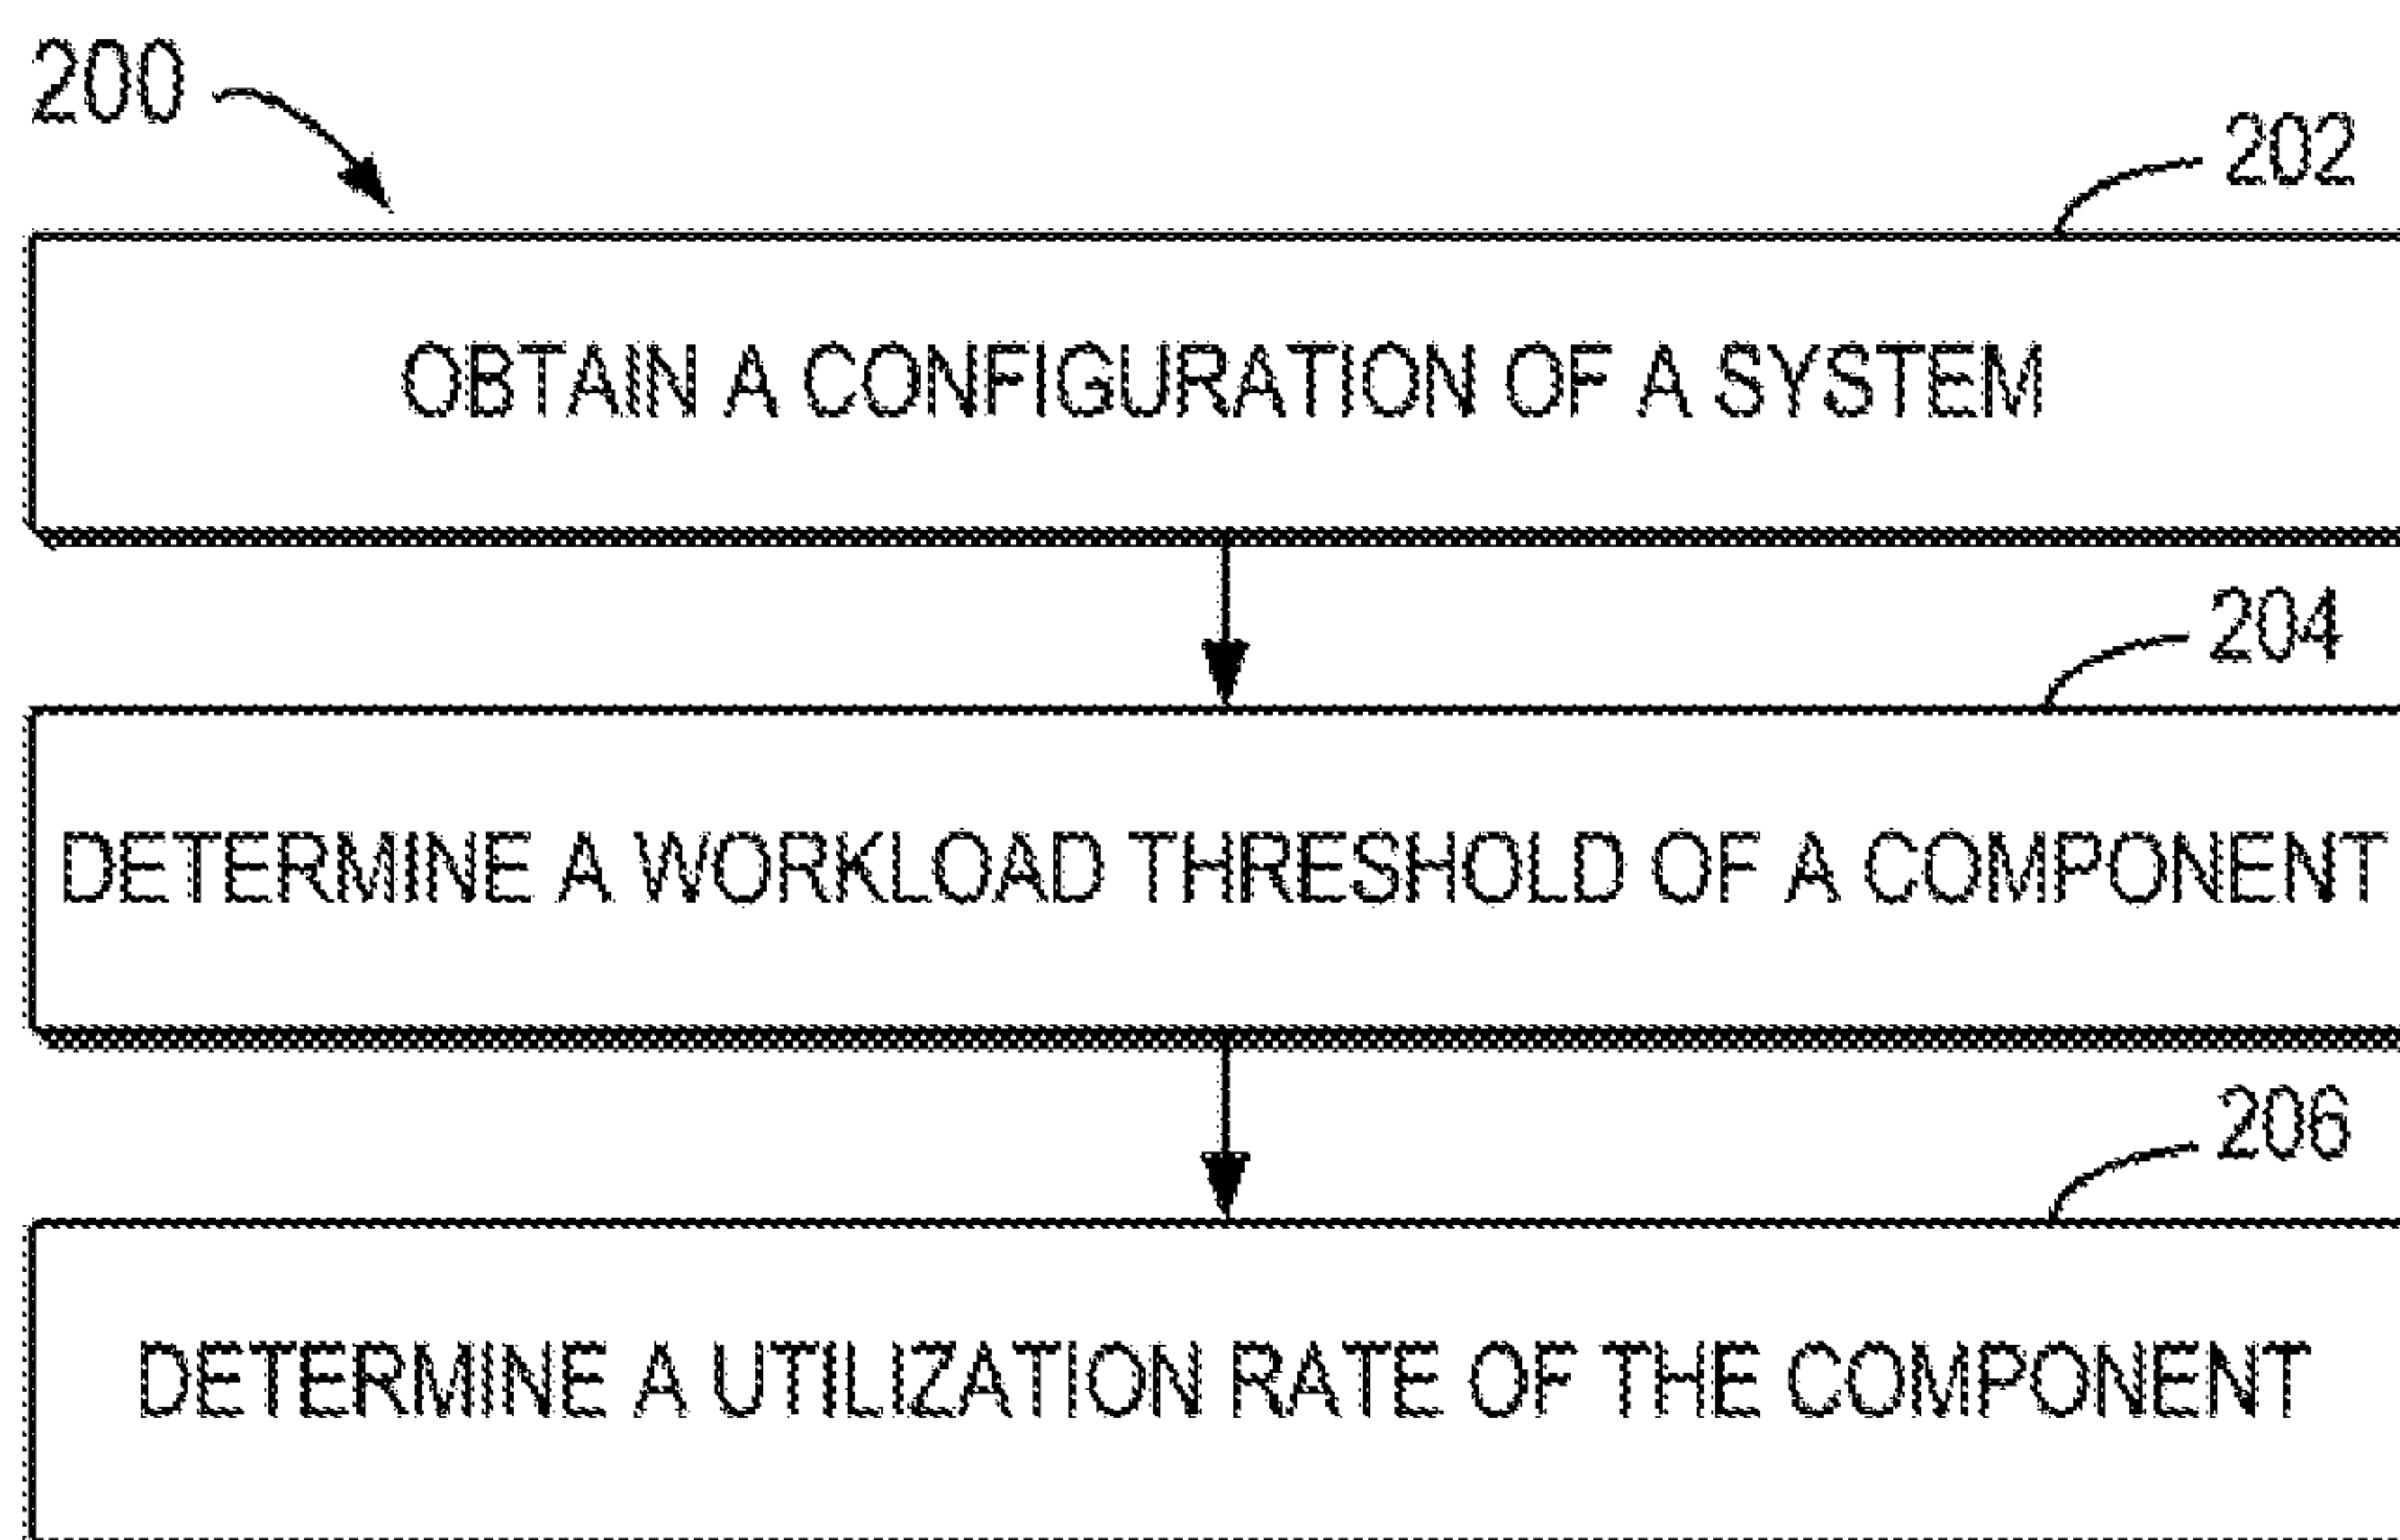 200
202
OBTAIN A CONFIGURATION OF A SYSTEM
204
DETERMINE A WORKLOAD THRESHOLD OF A COMPONENT
206
DETERMINE A UTILIZATION RATE OF THE COMPONENT